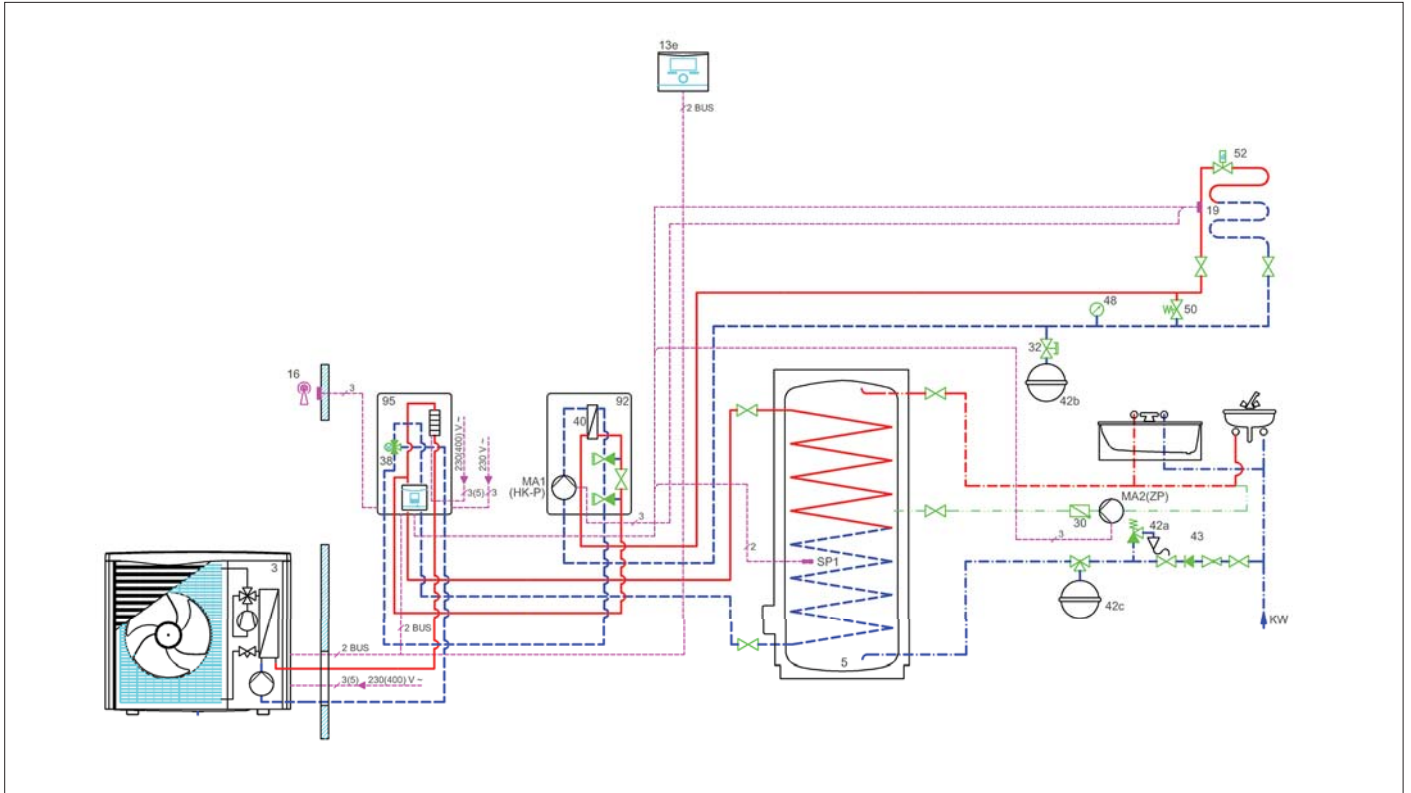 13e
2 BUS
52
19
48
50
32
42b
16
3
95
38
230(400) V ~
230 V ~
3(5)
3
92
40
MA1
(HK-P)
3
MA2(ZP)
30
3
42a
43
2
SP1
42c
KW
3
2 BUS
2 BUS
3(5)
230(400) V ~
5